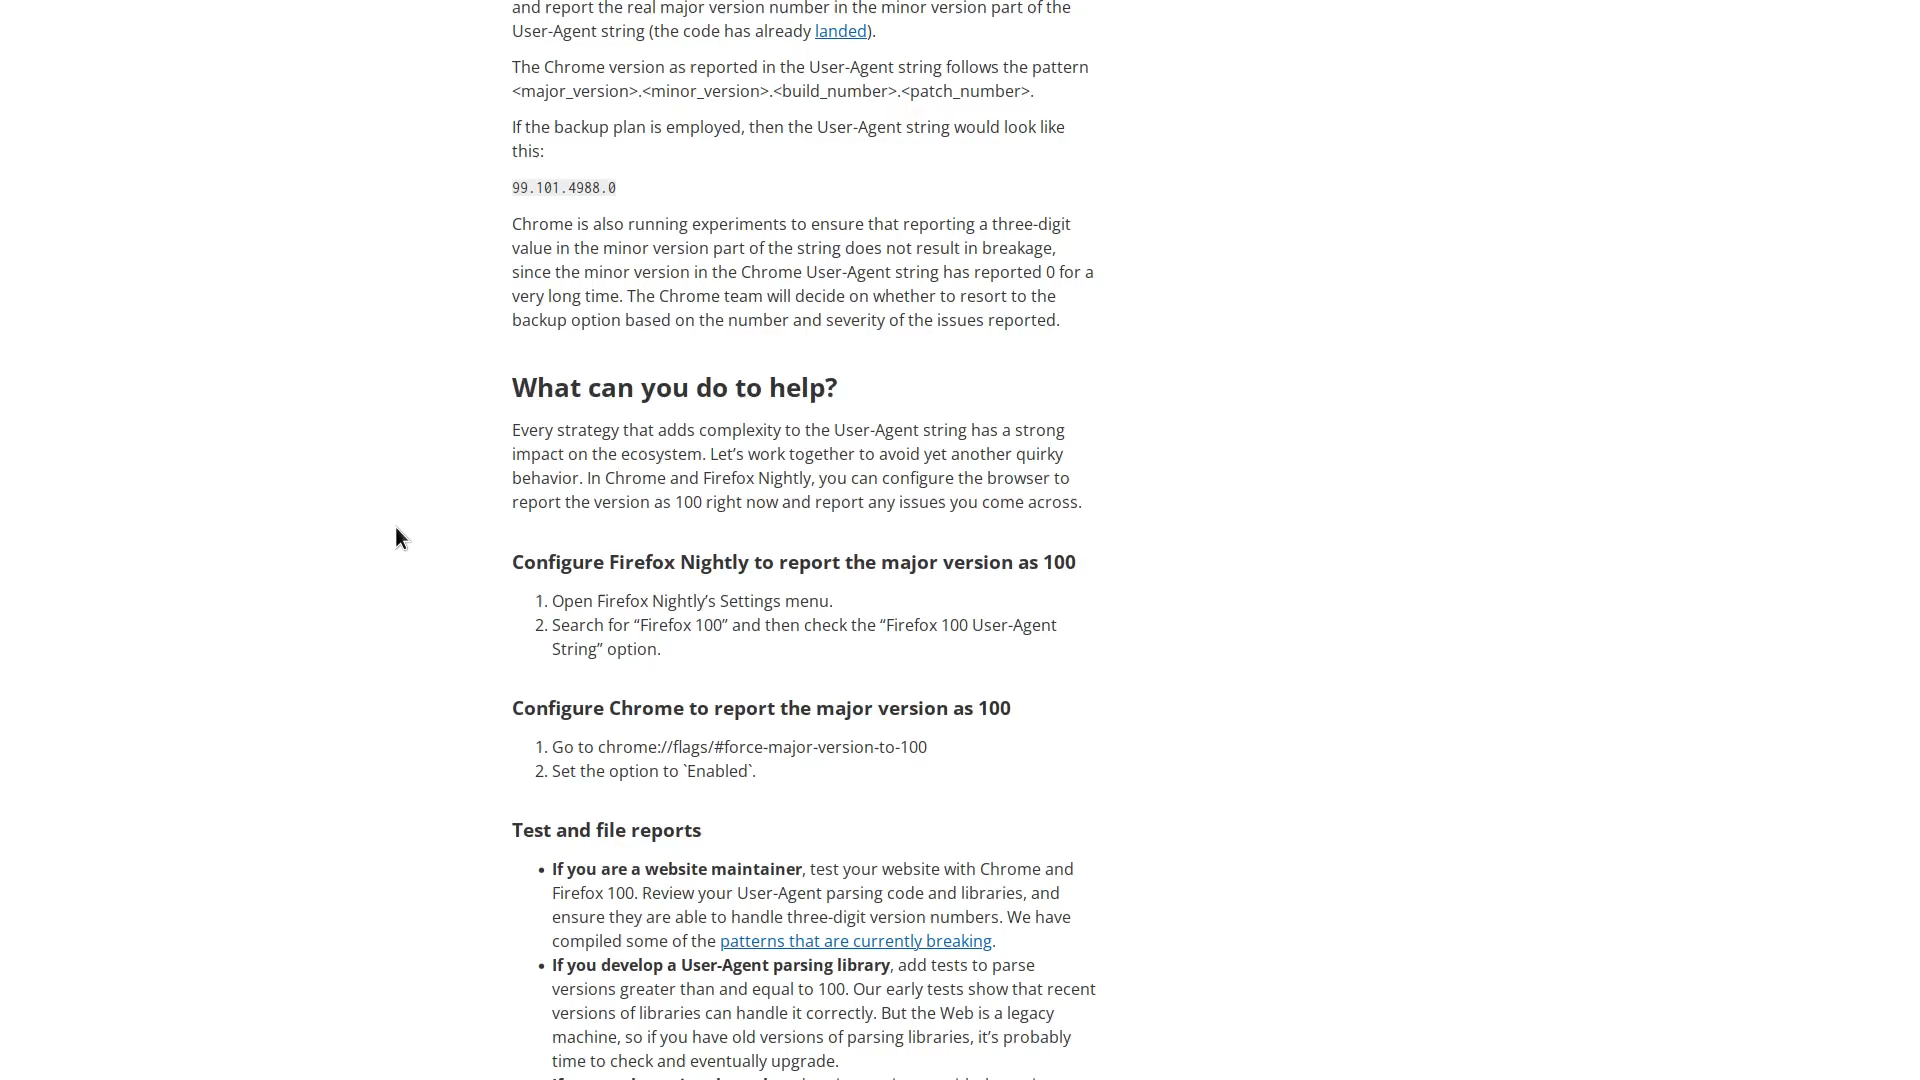 and report the real major version number in the minor version part of the
User-Agent string (the code has already landed).
The Chrome version as reported in the User-Agent string follows the pattern
<major_version>.<minor_version>.<build_number>.<patch_number>.
If the backup plan is employed, then the User-Agent string would look like
this:
99.101.4988.0
Chrome is also running experiments to ensure that reporting a three-digit
value in the minor version part of the string does not result in breakage,
since the minor version in the Chrome User-Agent string has reported 0 for a
very long time. The Chrome team will decide on whether to resort to the
backup option based on the number and severity of the issues reported.
What can you do to help?
Every strategy that adds complexity to the User-Agent string has a strong
impact on the ecosystem. Let’s work together to avoid yet another quirky
behavior. In Chrome and Firefox Nightly, you can configure the browser to
report the version as 100 right now and report any issues you come across.
Configure Firefox Nightly to report the major version as 100
1. Open Firefox Nightly’s Settings menu.
2. Search for “Firefox 100” and then check the “Firefox 100 User-Agent
String” option.
Configure Chrome to report the major version as 100
1. Go to chrome://flags/#force-major-version-to-100
2. Set the option to `Enabled`.
Test and file reports
• If you are a website maintainer, test your website with Chrome and
Firefox 100. Review your User-Agent parsing code and libraries, and
ensure they are able to handle three-digit version numbers. We have
compiled some of the patterns that are currently breaking.
• If you develop a User-Agent parsing library, add tests to parse
versions greater than and equal to 100. Our early tests show that recent
versions of libraries can handle it correctly. But the Web is a legacy
machine, so if you have old versions of parsing libraries, it’s probably
time to check and eventually upgrade.